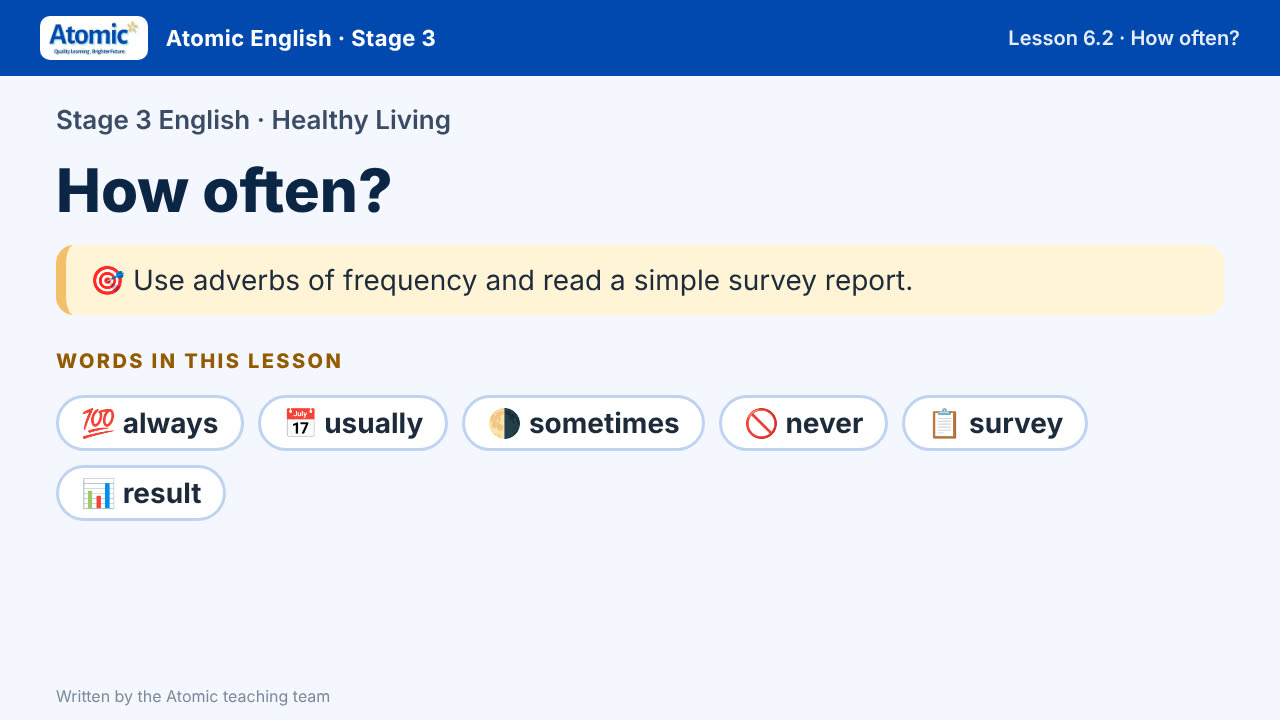 Atomic
Quality Learning. Brighter Future.
Atomic English · Stage 3
Lesson 6.2 · How often?
Stage 3 English · Healthy Living
How often?
🎯 Use adverbs of frequency and read a simple survey report.
WORDS IN THIS LESSON
💯 always
📅 usually
🌗 sometimes
🚫 never
📋 survey
📊 result
Written by the Atomic teaching team